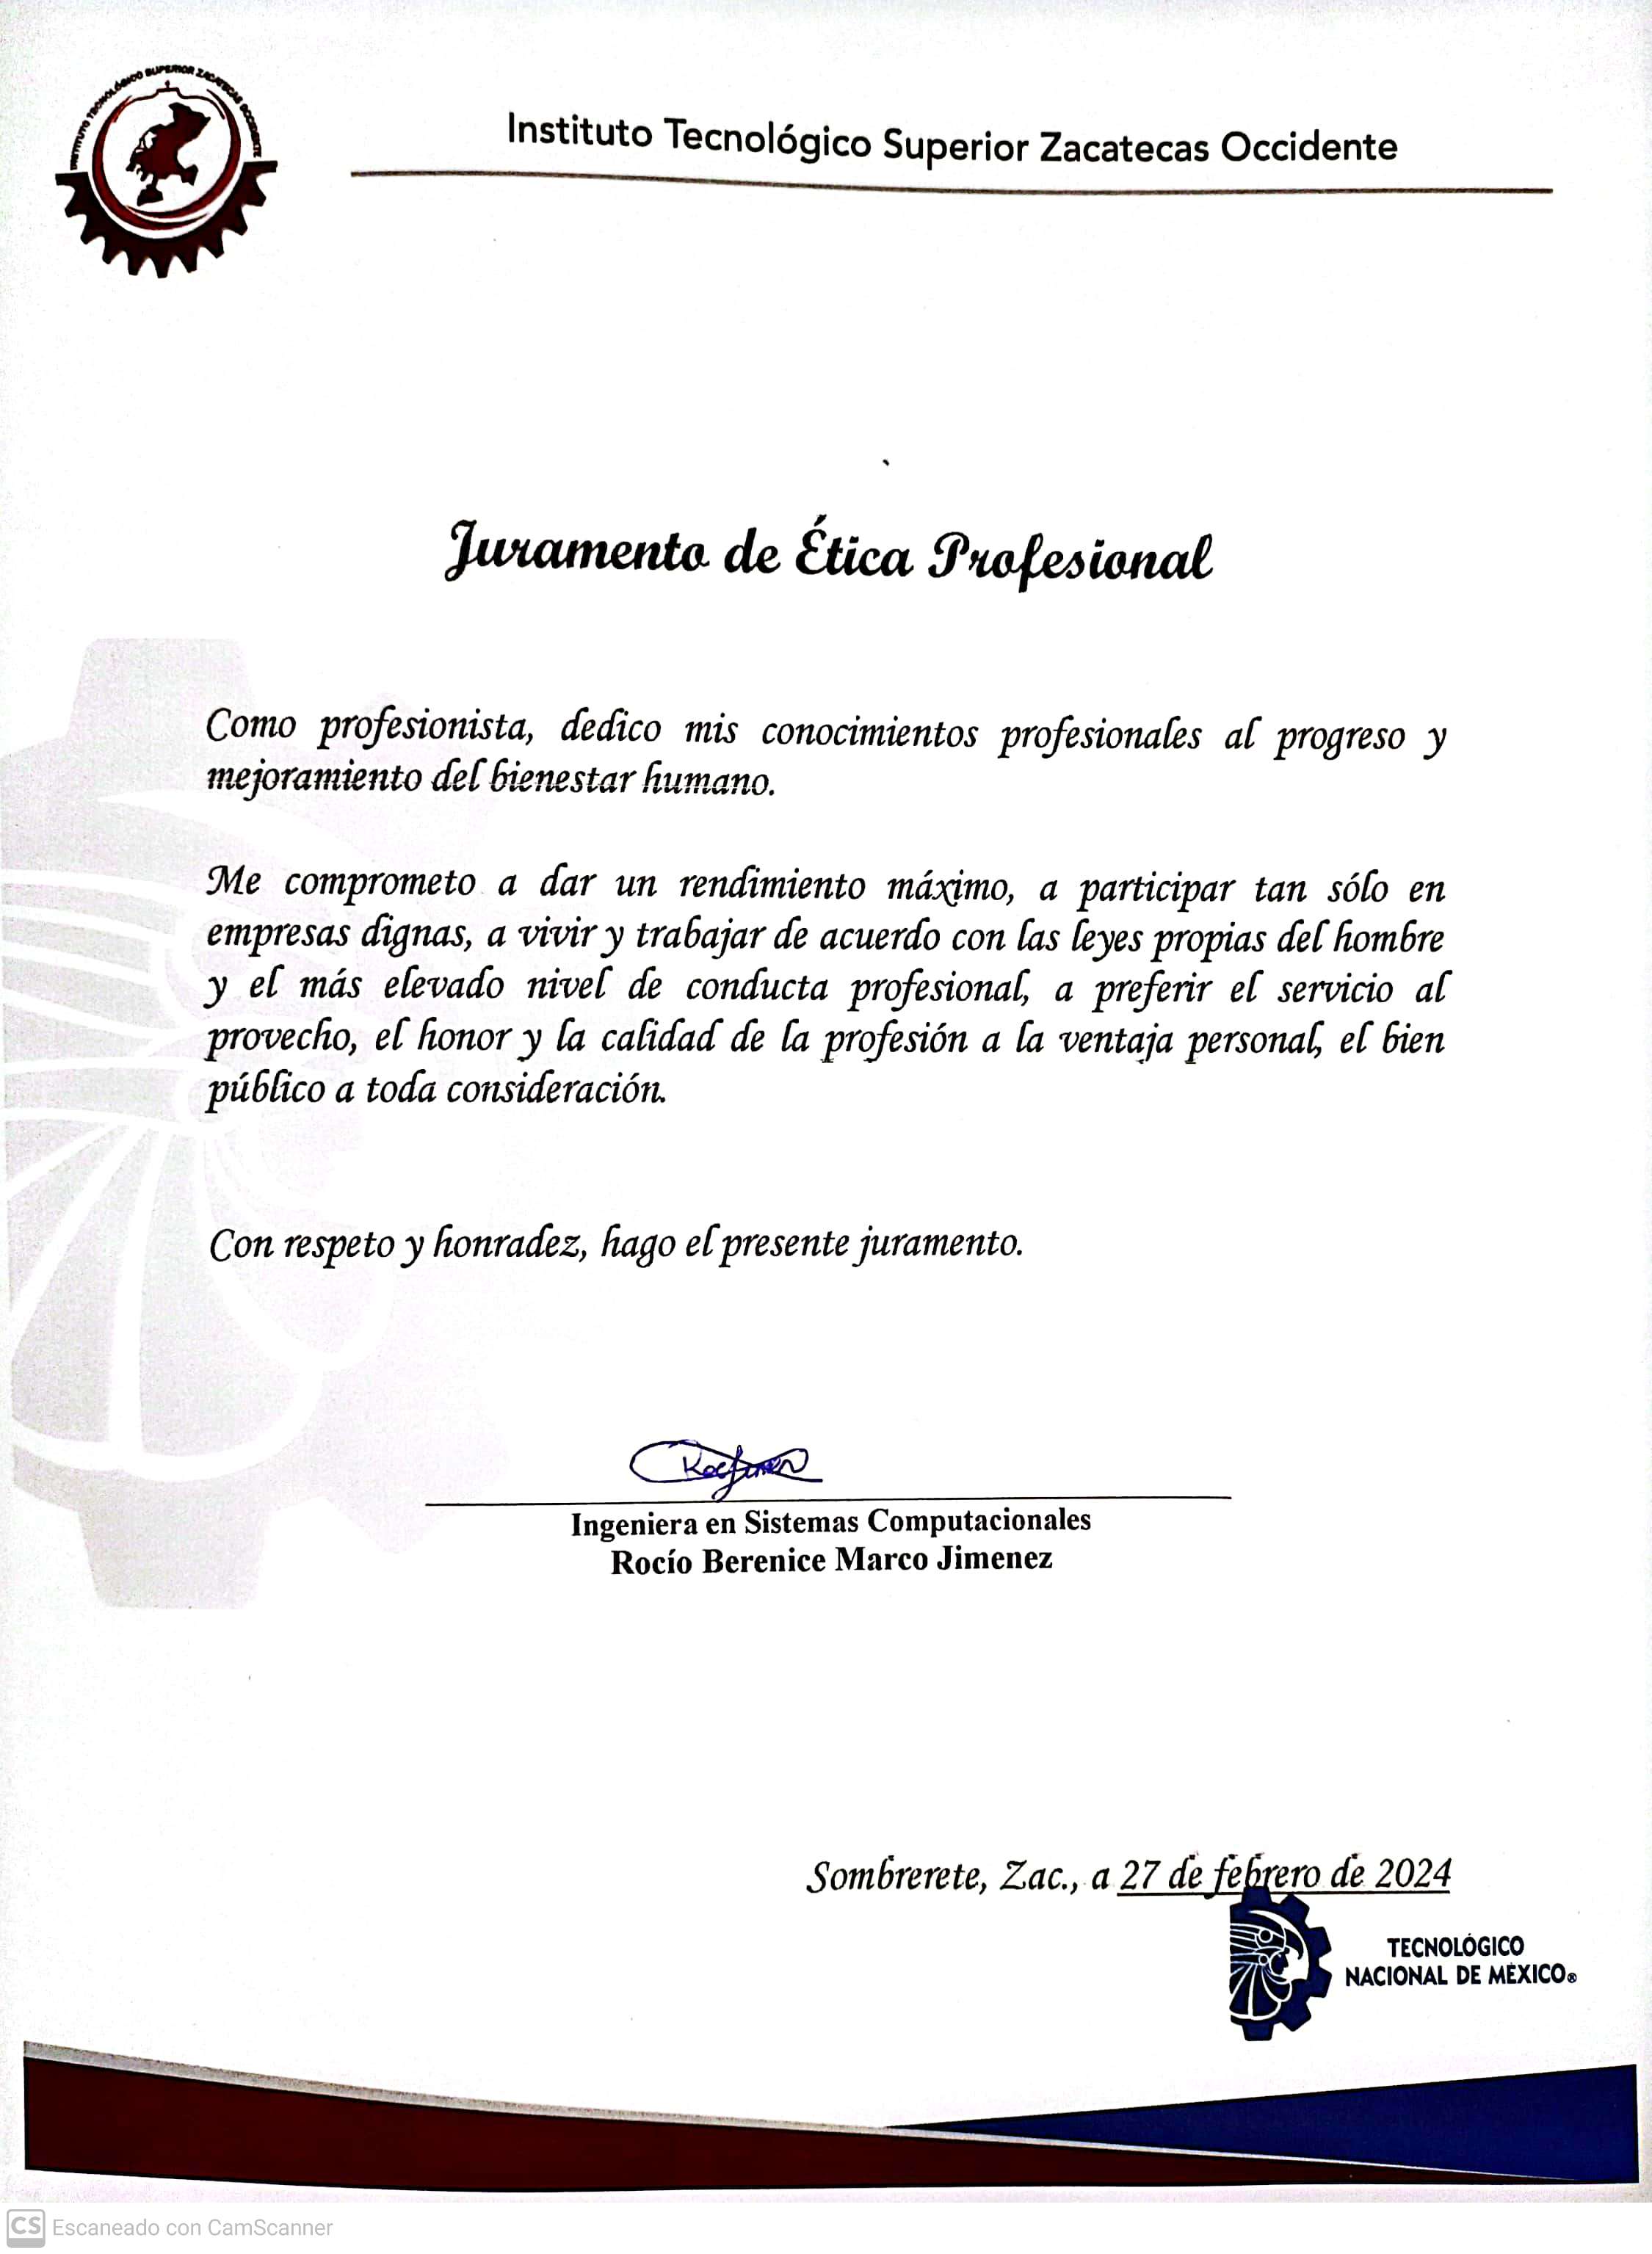 INSTITUTO TECNOLÓGICO SUPERIOR ZACATECAS OCCIDENTE
Instituto Tecnológico Superior Zacatecas Occidente
Juramento de Ética Profesional
Como profesionista, dedico mis conocimientos profesionales al progreso y
mejoramiento del bienestar humano.
Me comprometo a dar un rendimiento máximo, a participar tan sólo en
empresas dignas, a vivir y trabajar de acuerdo con las leyes propias del hombre
y el más elevado nivel de conducta profesional, a preferir el servicio al
provecho, el honor y la calidad de la profesión a la ventaja personal, el bien
público a toda consideración.
Con respeto y honradez, hago el presente juramento.
Ingeniera en Sistemas Computacionales
Rocío Berenice Marco Jimenez
Sombrerete, Zac., a 27 de febrero de 2024
TECNOLÓGICO
NACIONAL DE MÉXICO®
CS Escaneado con CamScanner